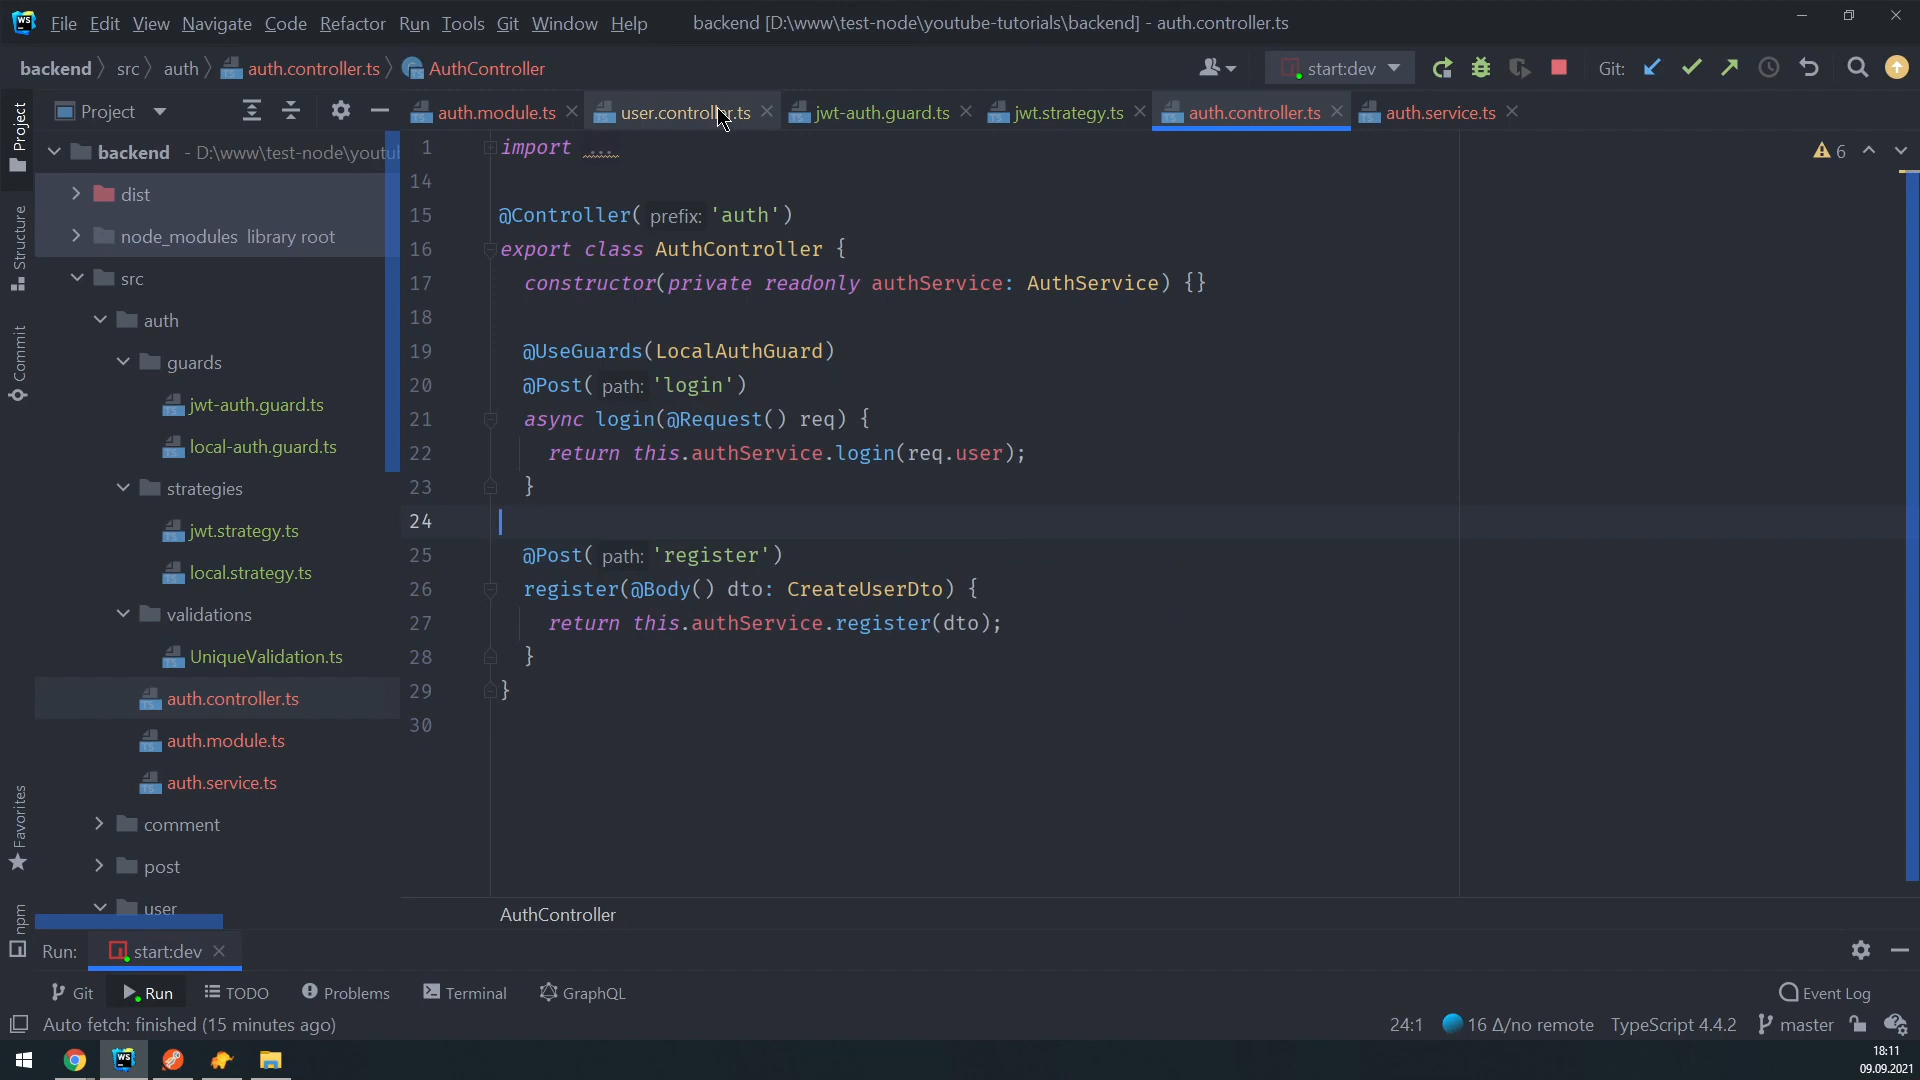 WS File Edit View Navigate Code Refactor Run Tools Git Window Help backend [D:\www\test-node\youtube-tutorials\backend] - auth.controller.ts
backend src auth auth.controller.ts AuthController start:dev Git:
Project auth.module.ts user.controller.ts jwt-auth.guard.ts jwt.strategy.ts auth.controller.ts auth.service.ts
Project
Structure
Commit
Favorites
npm
backend - D:\www\test-node\youtu
dist
node_modules library root
src
auth
guards
jwt-auth.guard.ts
local-auth.guard.ts
strategies
jwt.strategy.ts
local.strategy.ts
validations
UniqueValidation.ts
auth.controller.ts
auth.module.ts
auth.service.ts
comment
post
user
1 import ...
6
14
15 @Controller( prefix: 'auth')
16 export class AuthController {
17 constructor(private readonly authService: AuthService) {}
18
19 @UseGuards(LocalAuthGuard)
20 @Post( path: 'login')
21 async login(@Request() req) {
22 return this.authService.login(req.user);
23 }
24
25 @Post( path: 'register')
26 register(@Body() dto: CreateUserDto) {
27 return this.authService.register(dto);
28 }
29 }
30
AuthController
Run: start:dev
Git Run TODO Problems Terminal GraphQL Event Log
Auto fetch: finished (15 minutes ago) 24:1 16 Δ/no remote TypeScript 4.4.2 master
WS
18:11
09.09.2021